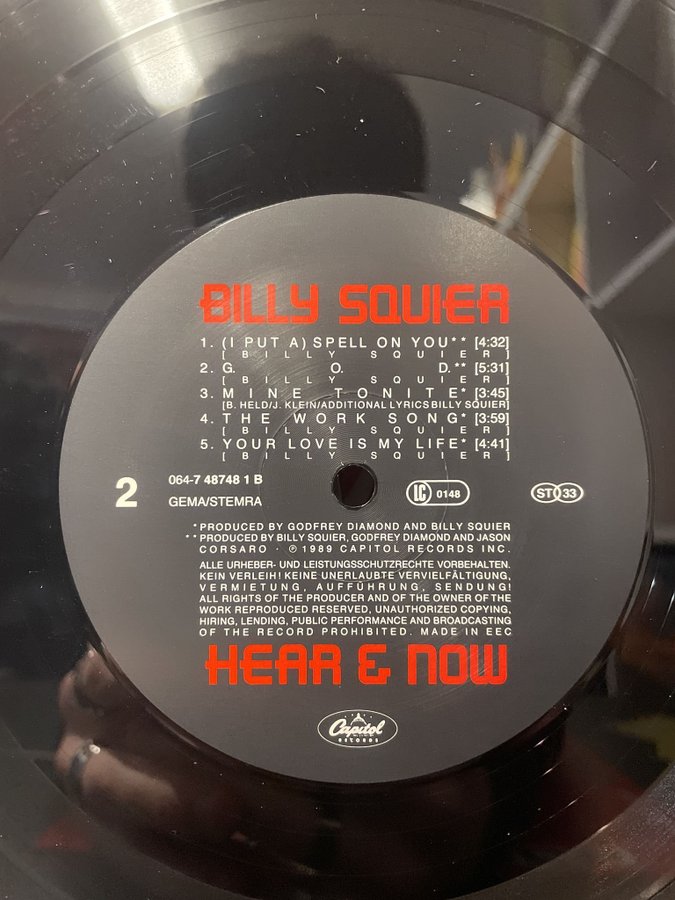 BILLY SQUIER
1. (I PUT A) SPELL ON YOU** [4:32]
[BILLY SQUIER]
2. G. O. D.** [5:31]
[BILLY SQUIER]
3. MINE TONITE* [3:45]
[B. HELD/J. KLEIN/ADDITIONAL LYRICS BILLY SQUIER]
4. THE WORK SONG* [3:59]
[BILLY SQUIER]
5. YOUR LOVE IS MY LIFE* [4:41]
[BILLY SQUIER]
2
064-7 48748 1 B
GEMA/STEMRA
LC 0148
ST 33
*PRODUCED BY GODFREY DIAMOND AND BILLY SQUIER
**PRODUCED BY BILLY SQUIER, GODFREY DIAMOND AND JASON
CORSARO · ℗ 1989 CAPITOL RECORDS INC.
ALLE URHEBER- UND LEISTUNGSSCHUTZRECHTE VORBEHALTEN.
KEIN VERLEIH! KEINE UNERLAUBTE VERVIELFÄLTIGUNG,
VERMIETUNG, AUFFÜHRUNG, SENDUNG!
ALL RIGHTS OF THE PRODUCER AND OF THE OWNER OF THE
WORK REPRODUCED RESERVED, UNAUTHORIZED COPYING,
HIRING, LENDING, PUBLIC PERFORMANCE AND BROADCASTING
OF THE RECORD PROHIBITED. MADE IN EEC
HEAR & NOW
Capitol
RECORDS